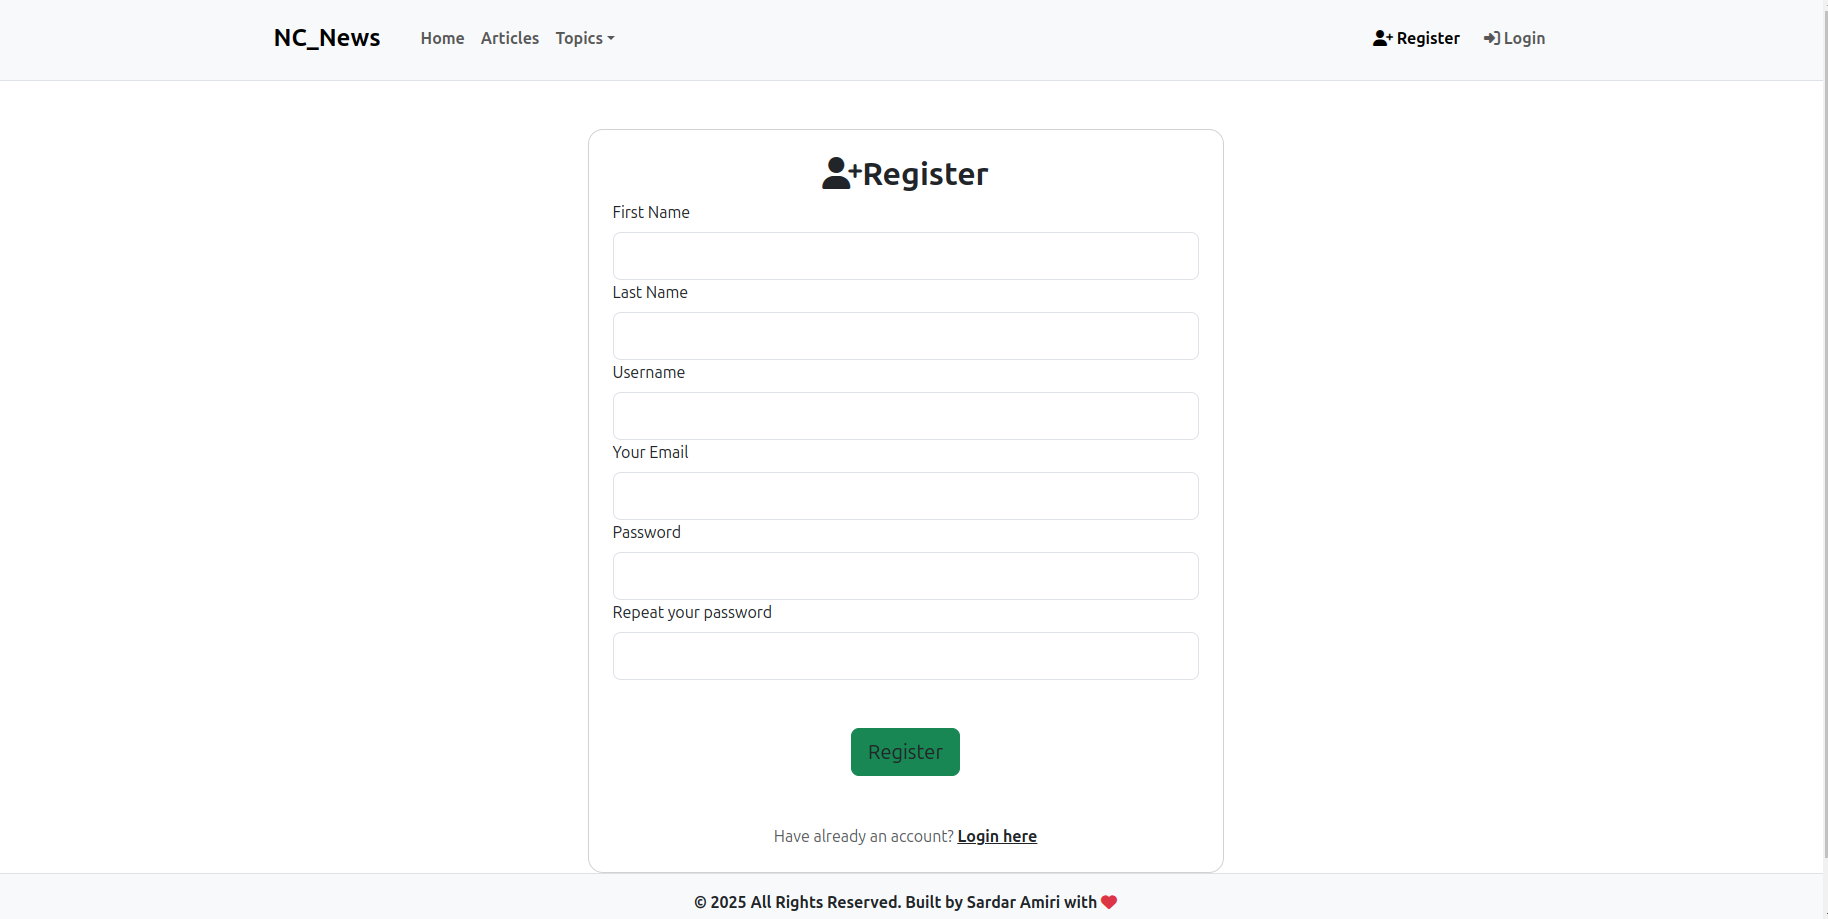 NC_News Home Articles Topics Register Login
Register
First Name
Last Name
Username
Your Email
Password
Repeat your password
Register
Have already an account? Login here
© 2025 All Rights Reserved. Built by Sardar Amiri with